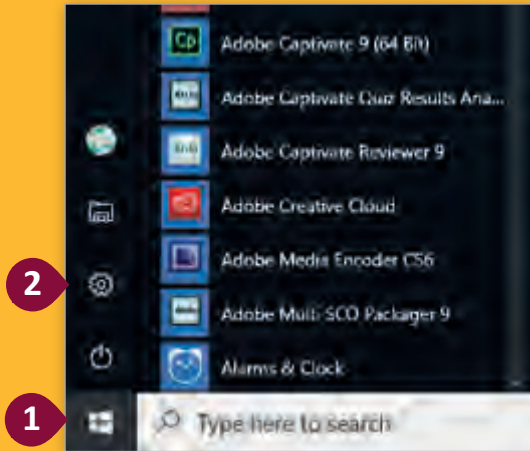 Adobe Captivate 9 (64 Bit)
Adobe Captivate Quiz Results Ana...
Adobe Captivate Reviewer 9
Adobe Creative Cloud
Adobe Media Encoder CS6
2
Adobe Multi SCO Packager 9
Alarms & Clock
1
Type here to search